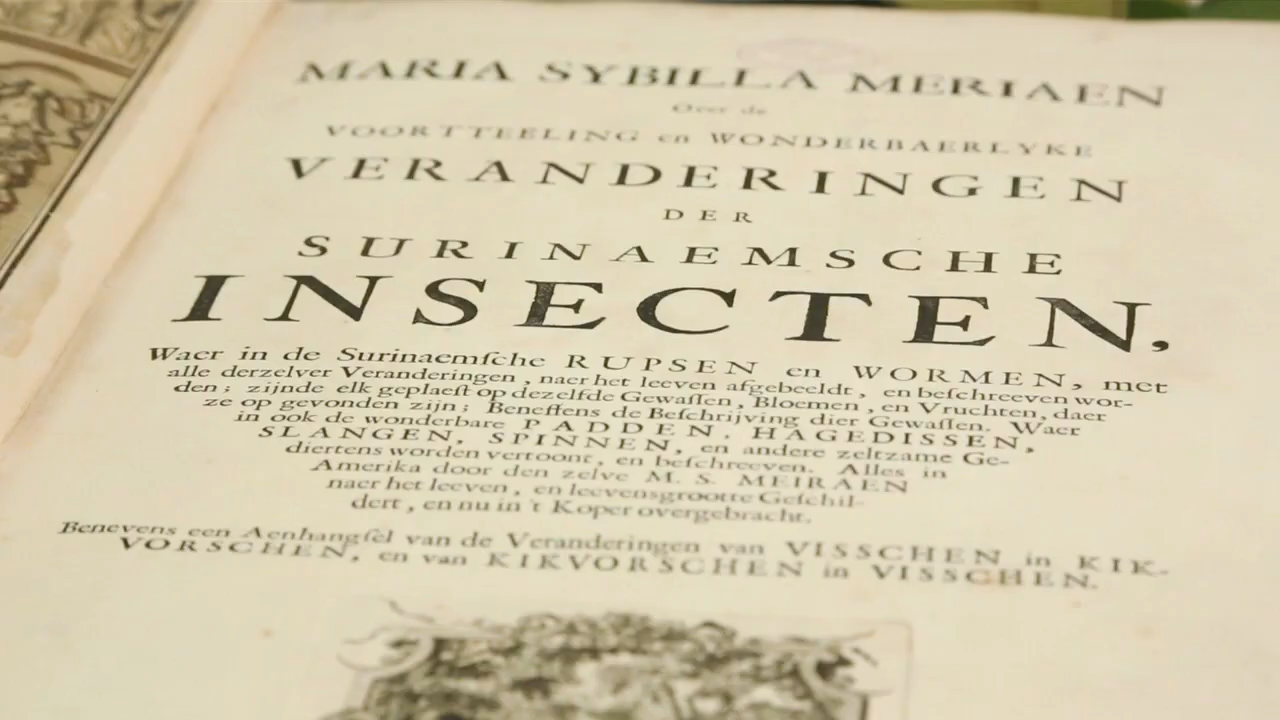 MARIA SYBILLA MERIAEN
Over de
VOORTTEELING en WONDERBAERLYKE
VERANDERINGEN
DER
SURINAEMSCHE
INSECTEN,
Waer in de Surinaemſche RUPSEN en WORMEN, met
alle derzelver Veranderingen, naer het leeven afgebeeldt, en beſchreeven wor-
den; zijnde elk geplaeſt op dezelfde Gewaſſen, Bloemen, en Vruchten, daer
ze op gevonden zijn; Beneffens de Beſchrijving dier Gewaſſen. Waer
in ook de wonderbare PADDEN, HAGEDISSEN,
SLANGEN, SPINNEN, en andere zeltzame Ge-
diertens worden vertoont, en beſchreeven. Alles in
Amerika door den zelve M. S. MEIRAEN
naer het leeven, en leevensgrootte Geſchil-
dert, en nu in 't Koper overgebracht.
Benevens een Aenhangſel van de Veranderingen van VISSCHEN in KIK-
VORSCHEN, en van KIKVORSCHEN in VISSCHEN.